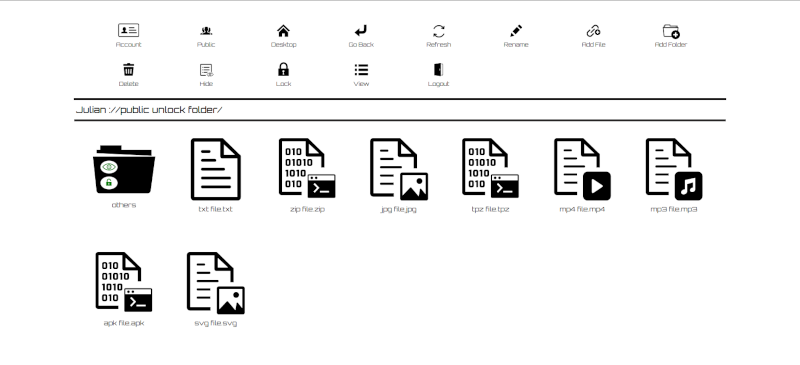 Account Public Desktop Go Back Refresh Rename Add File Add Folder
Delete Hide Lock View Logout
Julian ://public unlock folder/
010 010
01010 01010
1010 1010
010 010
others txt file.txt zip file.zip jpg file.jpg tpz file.tpz mp4 file.mp4 mp3 file.mp3
010
01010
1010
010
apk file.apk svg file.svg